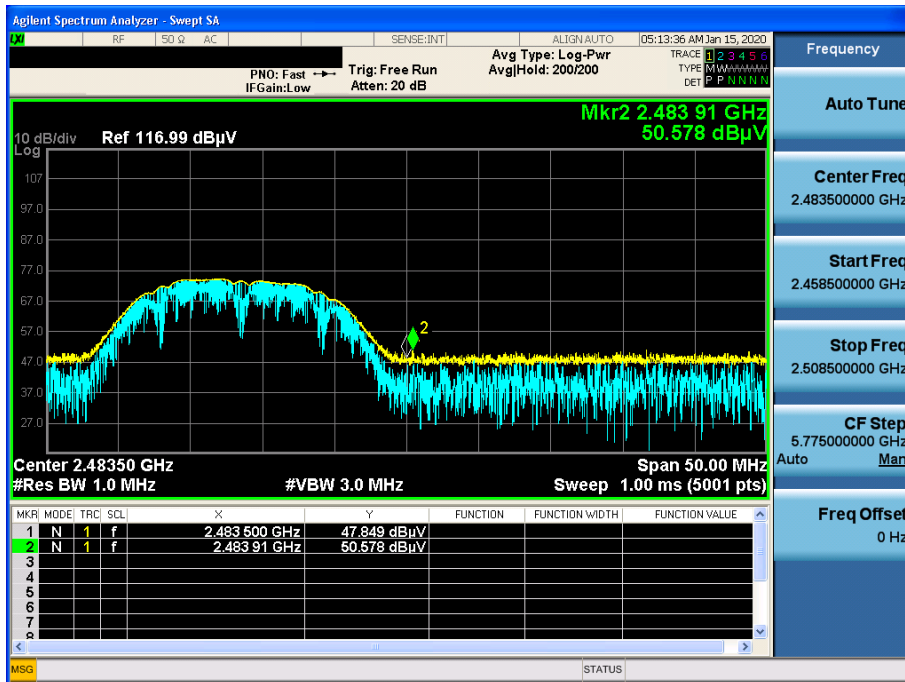 Agilent Spectrum Analyzer - Swept SA
LXI RF 50 Ω AC SENSE:INT ALIGN AUTO 05:13:36 AM Jan 15, 2020
PNO: Fast Trig: Free Run Avg Type: Log-Pwr TRACE 1 2 3 4 5 6
IFGain:Low Atten: 20 dB Avg|Hold: 200/200 TYPE M W W W W W
DET P P N N N N
Mkr2 2.483 91 GHz
50.578 dBµV
10 dB/div Ref 116.99 dBµV
Log
107
97.0
87.0
77.0
67.0
57.0
47.0
37.0
27.0
2
Center 2.48350 GHz Span 50.00 MHz
#Res BW 1.0 MHz #VBW 3.0 MHz Sweep 1.00 ms (5001 pts)
MKR MODE TRC SCL X Y FUNCTION FUNCTION WIDTH FUNCTION VALUE
1 N 1 f 2.483 500 GHz 47.849 dBµV
2 N 1 f 2.483 91 GHz 50.578 dBµV
3
4
5
6
7
8
MSG STATUS
Frequency
Auto Tune
Center Freq
2.483500000 GHz
Start Freq
2.458500000 GHz
Stop Freq
2.508500000 GHz
CF Step
5.775000000 GHz
Auto Man
Freq Offset
0 Hz